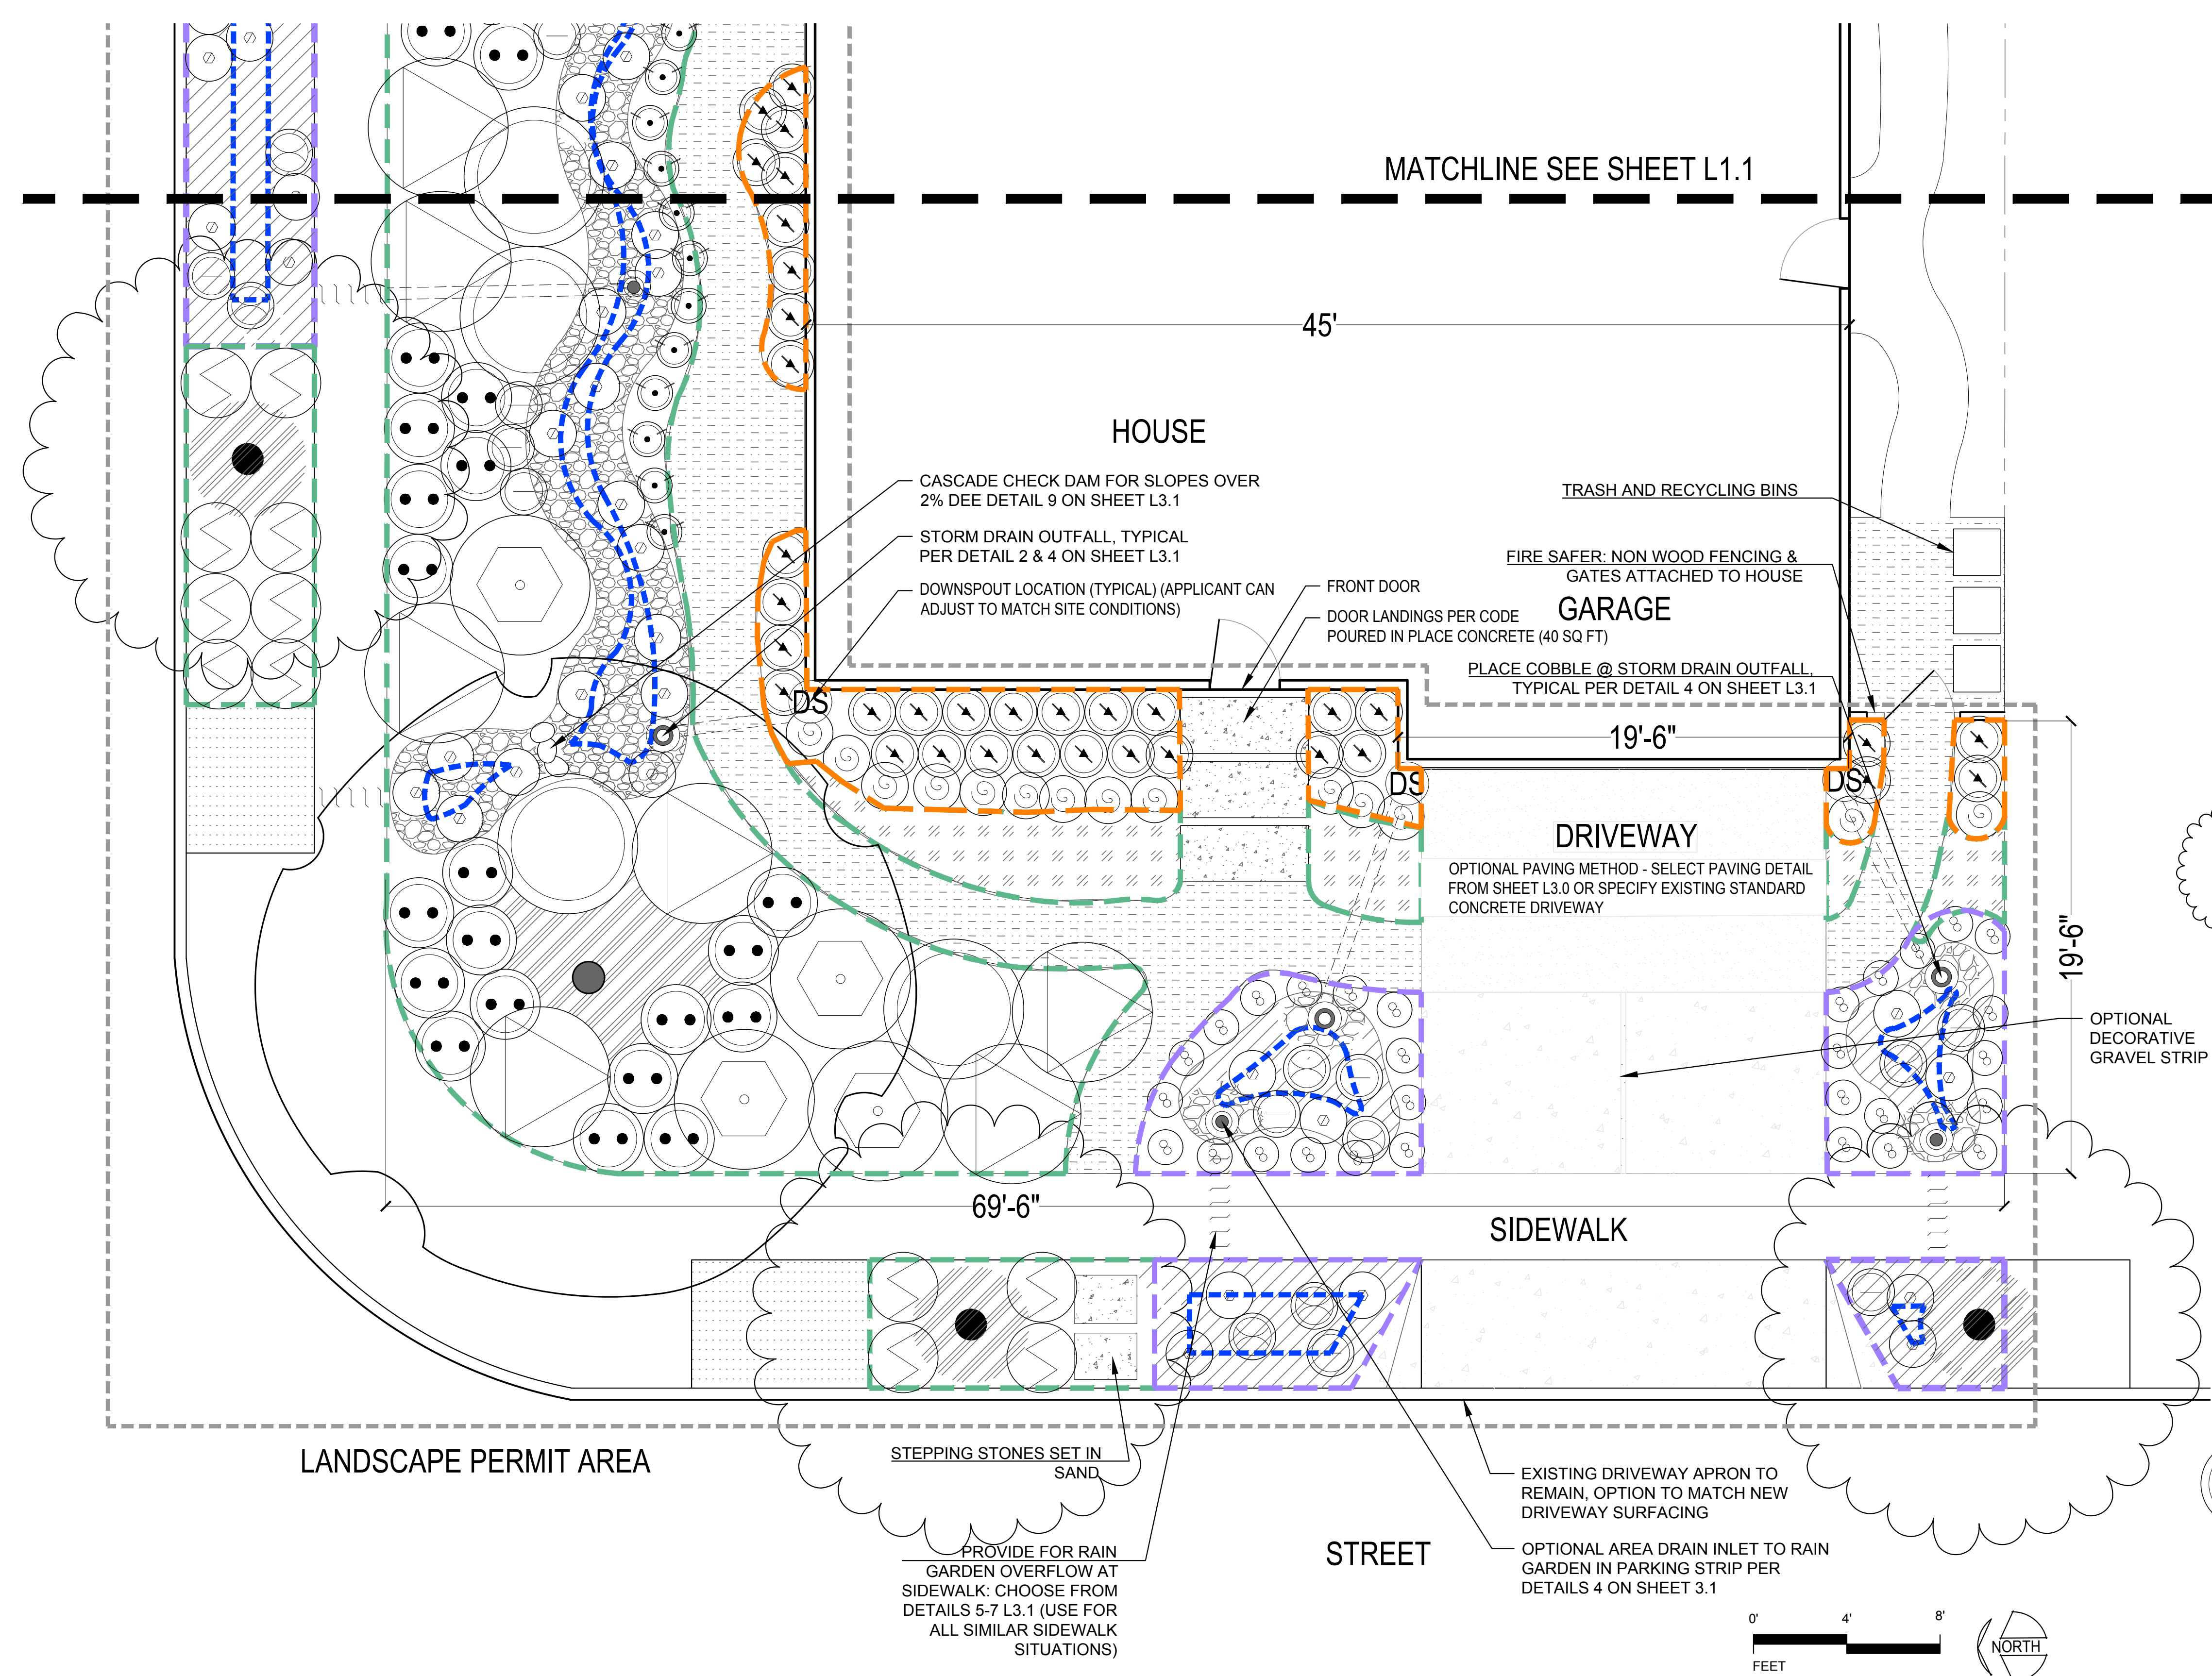 MATCHLINE SEE SHEET L1.1
45'
HOUSE
CASCADE CHECK DAM FOR SLOPES OVER
2% DEE DETAIL 9 ON SHEET L3.1
STORM DRAIN OUTFALL, TYPICAL
PER DETAIL 2 & 4 ON SHEET L3.1
DOWNSPOUT LOCATION (TYPICAL) (APPLICANT CAN
ADJUST TO MATCH SITE CONDITIONS)
FRONT DOOR
DOOR LANDINGS PER CODE
POURED IN PLACE CONCRETE (40 SQ FT)
TRASH AND RECYCLING BINS
FIRE SAFER: NON WOOD FENCING &
GATES ATTACHED TO HOUSE
GARAGE
PLACE COBBLE @ STORM DRAIN OUTFALL,
TYPICAL PER DETAIL 4 ON SHEET L3.1
DS
19'-6"
DS
DS
DRIVEWAY
OPTIONAL PAVING METHOD - SELECT PAVING DETAIL
FROM SHEET L3.0 OR SPECIFY EXISTING STANDARD
CONCRETE DRIVEWAY
19'-6"
OPTIONAL
DECORATIVE
GRAVEL STRIP
69'-6"
SIDEWALK
LANDSCAPE PERMIT AREA
STEPPING STONES SET IN
SAND
PROVIDE FOR RAIN
GARDEN OVERFLOW AT
SIDEWALK: CHOOSE FROM
DETAILS 5-7 L3.1 (USE FOR
ALL SIMILAR SIDEWALK
SITUATIONS)
STREET
EXISTING DRIVEWAY APRON TO
REMAIN, OPTION TO MATCH NEW
DRIVEWAY SURFACING
OPTIONAL AREA DRAIN INLET TO RAIN
GARDEN IN PARKING STRIP PER
DETAILS 4 ON SHEET 3.1
0' 4' 8'
FEET
NORTH